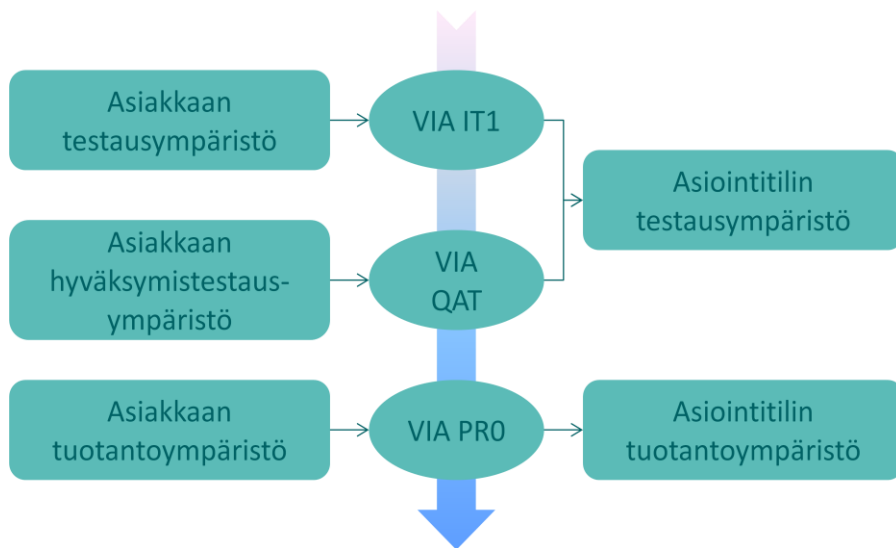 Asiakkaan
testausympäristö
VIA IT1
Asiointitilin
testausympäristö
Asiakkaan
hyväksymistestaus-
ympäristö
VIA
QAT
Asiakkaan
tuotantoympäristö
VIA PR0
Asiointitilin
tuotantoympäristö